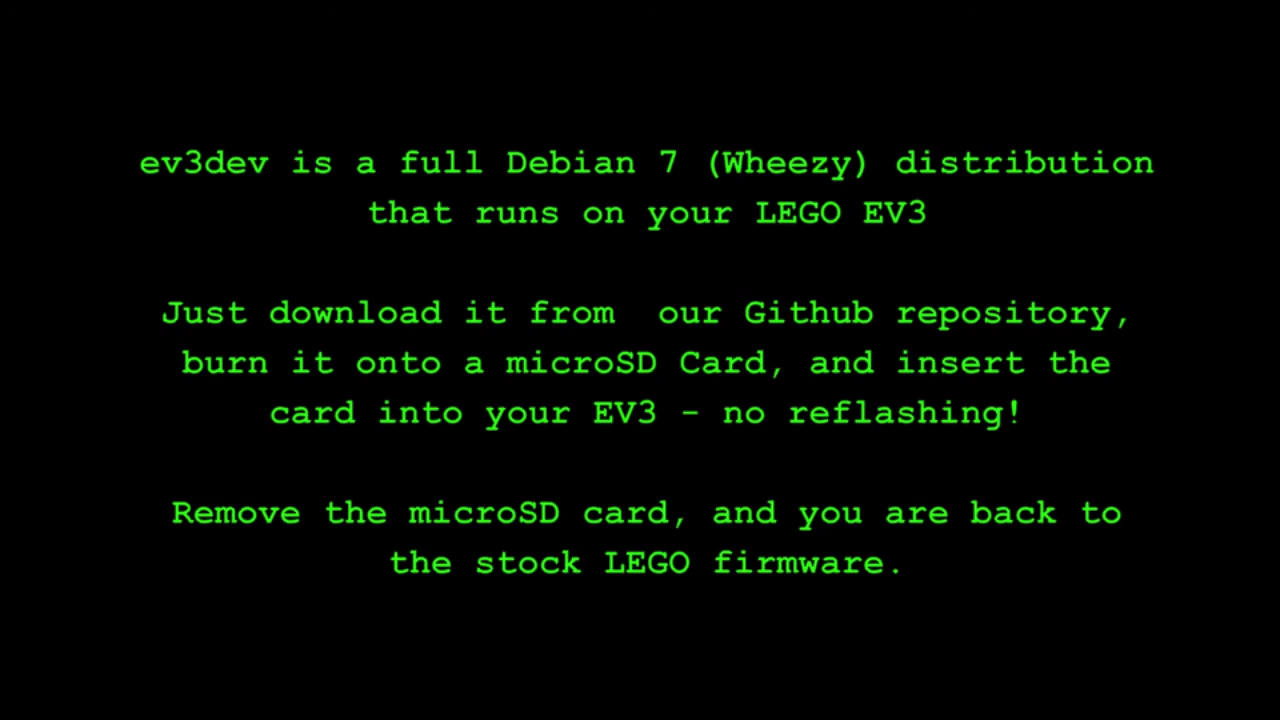 ev3dev is a full Debian 7 (Wheezy) distribution
that runs on your LEGO EV3
Just download it from  our Github repository,
burn it onto a microSD Card, and insert the
card into your EV3 - no reflashing!
Remove the microSD card, and you are back to
the stock LEGO firmware.